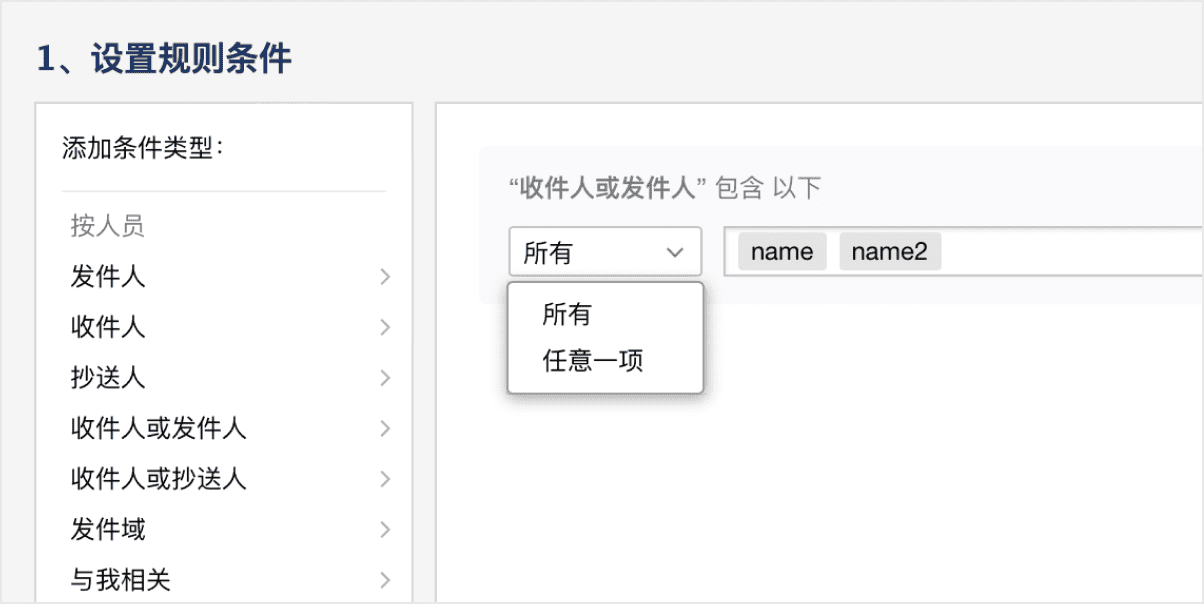 1、设置规则条件
添加条件类型：
按人员
发件人
收件人
抄送人
收件人或发件人
收件人或抄送人
发件域
与我相关
“收件人或发件人” 包含 以下
所有
name name2
所有
任意一项